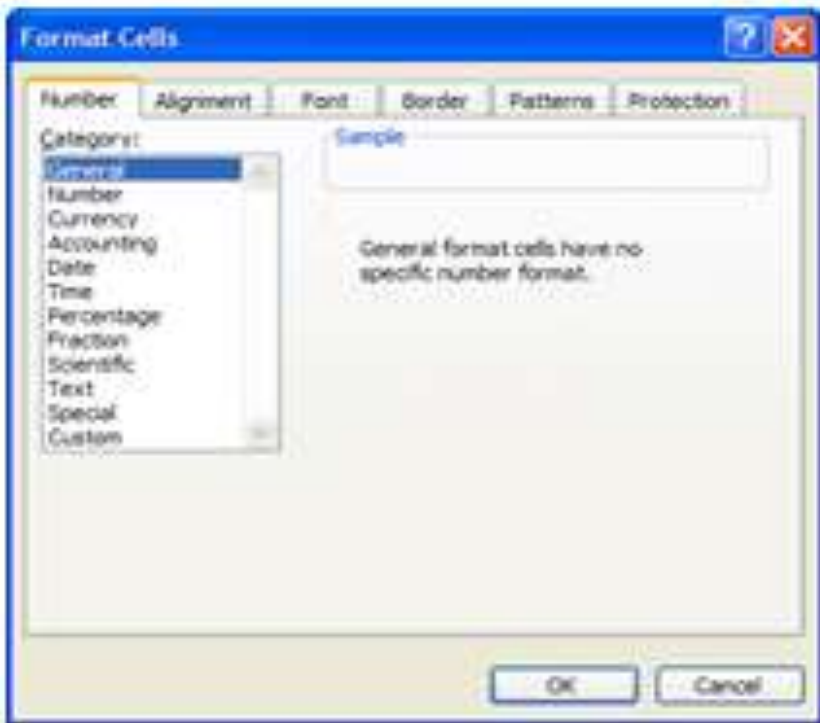 Format Cells
Number Alignment Font Border Patterns Protection
Category:
General
Number
Currency
Accounting
Date
Time
Percentage
Fraction
Scientific
Text
Special
Custom
Sample
General format cells have no
specific number format.
OK Cancel